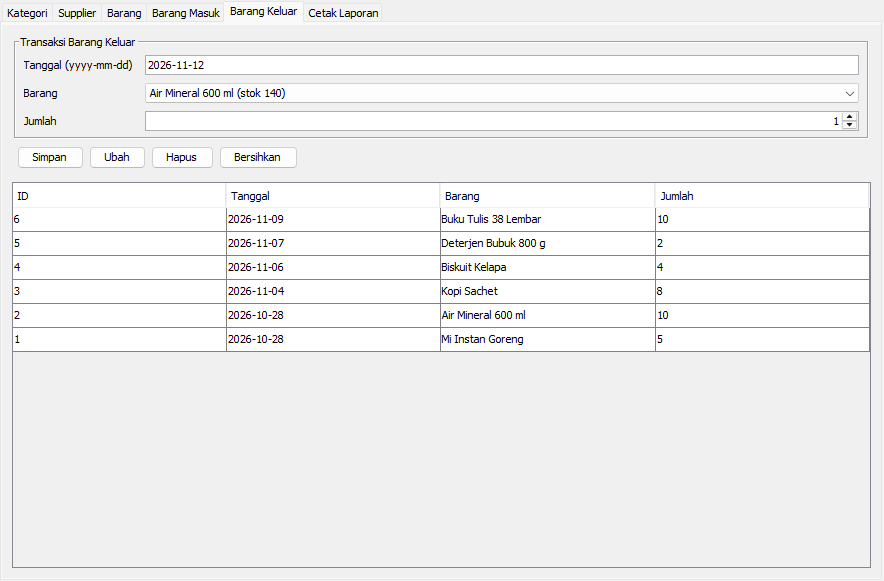 Kategori Supplier Barang Barang Masuk Barang Keluar Cetak Laporan
Transaksi Barang Keluar
Tanggal (yyyy-mm-dd) 2026-11-12
Barang Air Mineral 600 ml (stok 140)
Jumlah 1
Simpan Ubah Hapus Bersihkan
ID Tanggal Barang Jumlah
6 2026-11-09 Buku Tulis 38 Lembar 10
5 2026-11-07 Deterjen Bubuk 800 g 2
4 2026-11-06 Biskuit Kelapa 4
3 2026-11-04 Kopi Sachet 8
2 2026-10-28 Air Mineral 600 ml 10
1 2026-10-28 Mi Instan Goreng 5